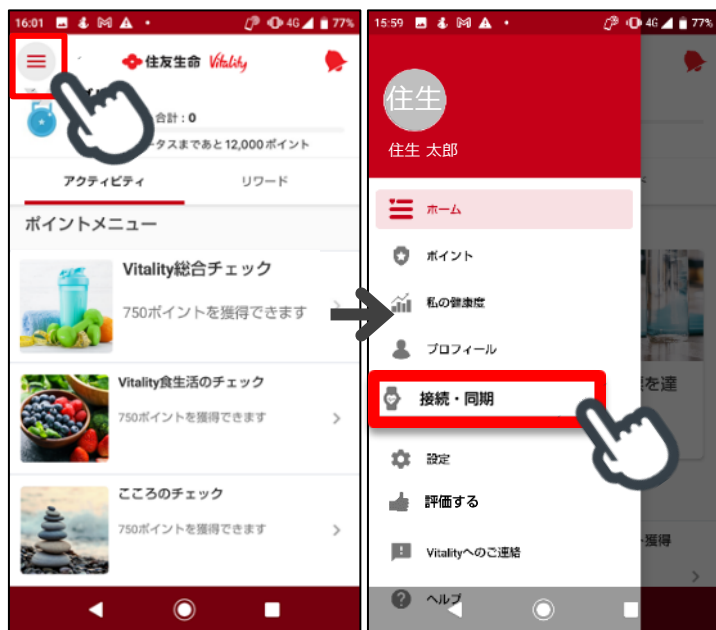 16:01
4G
77%
住友生命 Vitality
合計：0
タスまであと12,000ポイント
アクティビティ
リワード
ポイントメニュー
Vitality総合チェック
750ポイントを獲得できます
Vitality食生活のチェック
750ポイントを獲得できます
こころのチェック
750ポイントを獲得できます
15:59
4G
77%
住生
住生 太郎
ホーム
ポイント
私の健康度
プロフィール
接続・同期
を達
設定
評価する
獲得
Vitalityへのご連絡
ヘルプ